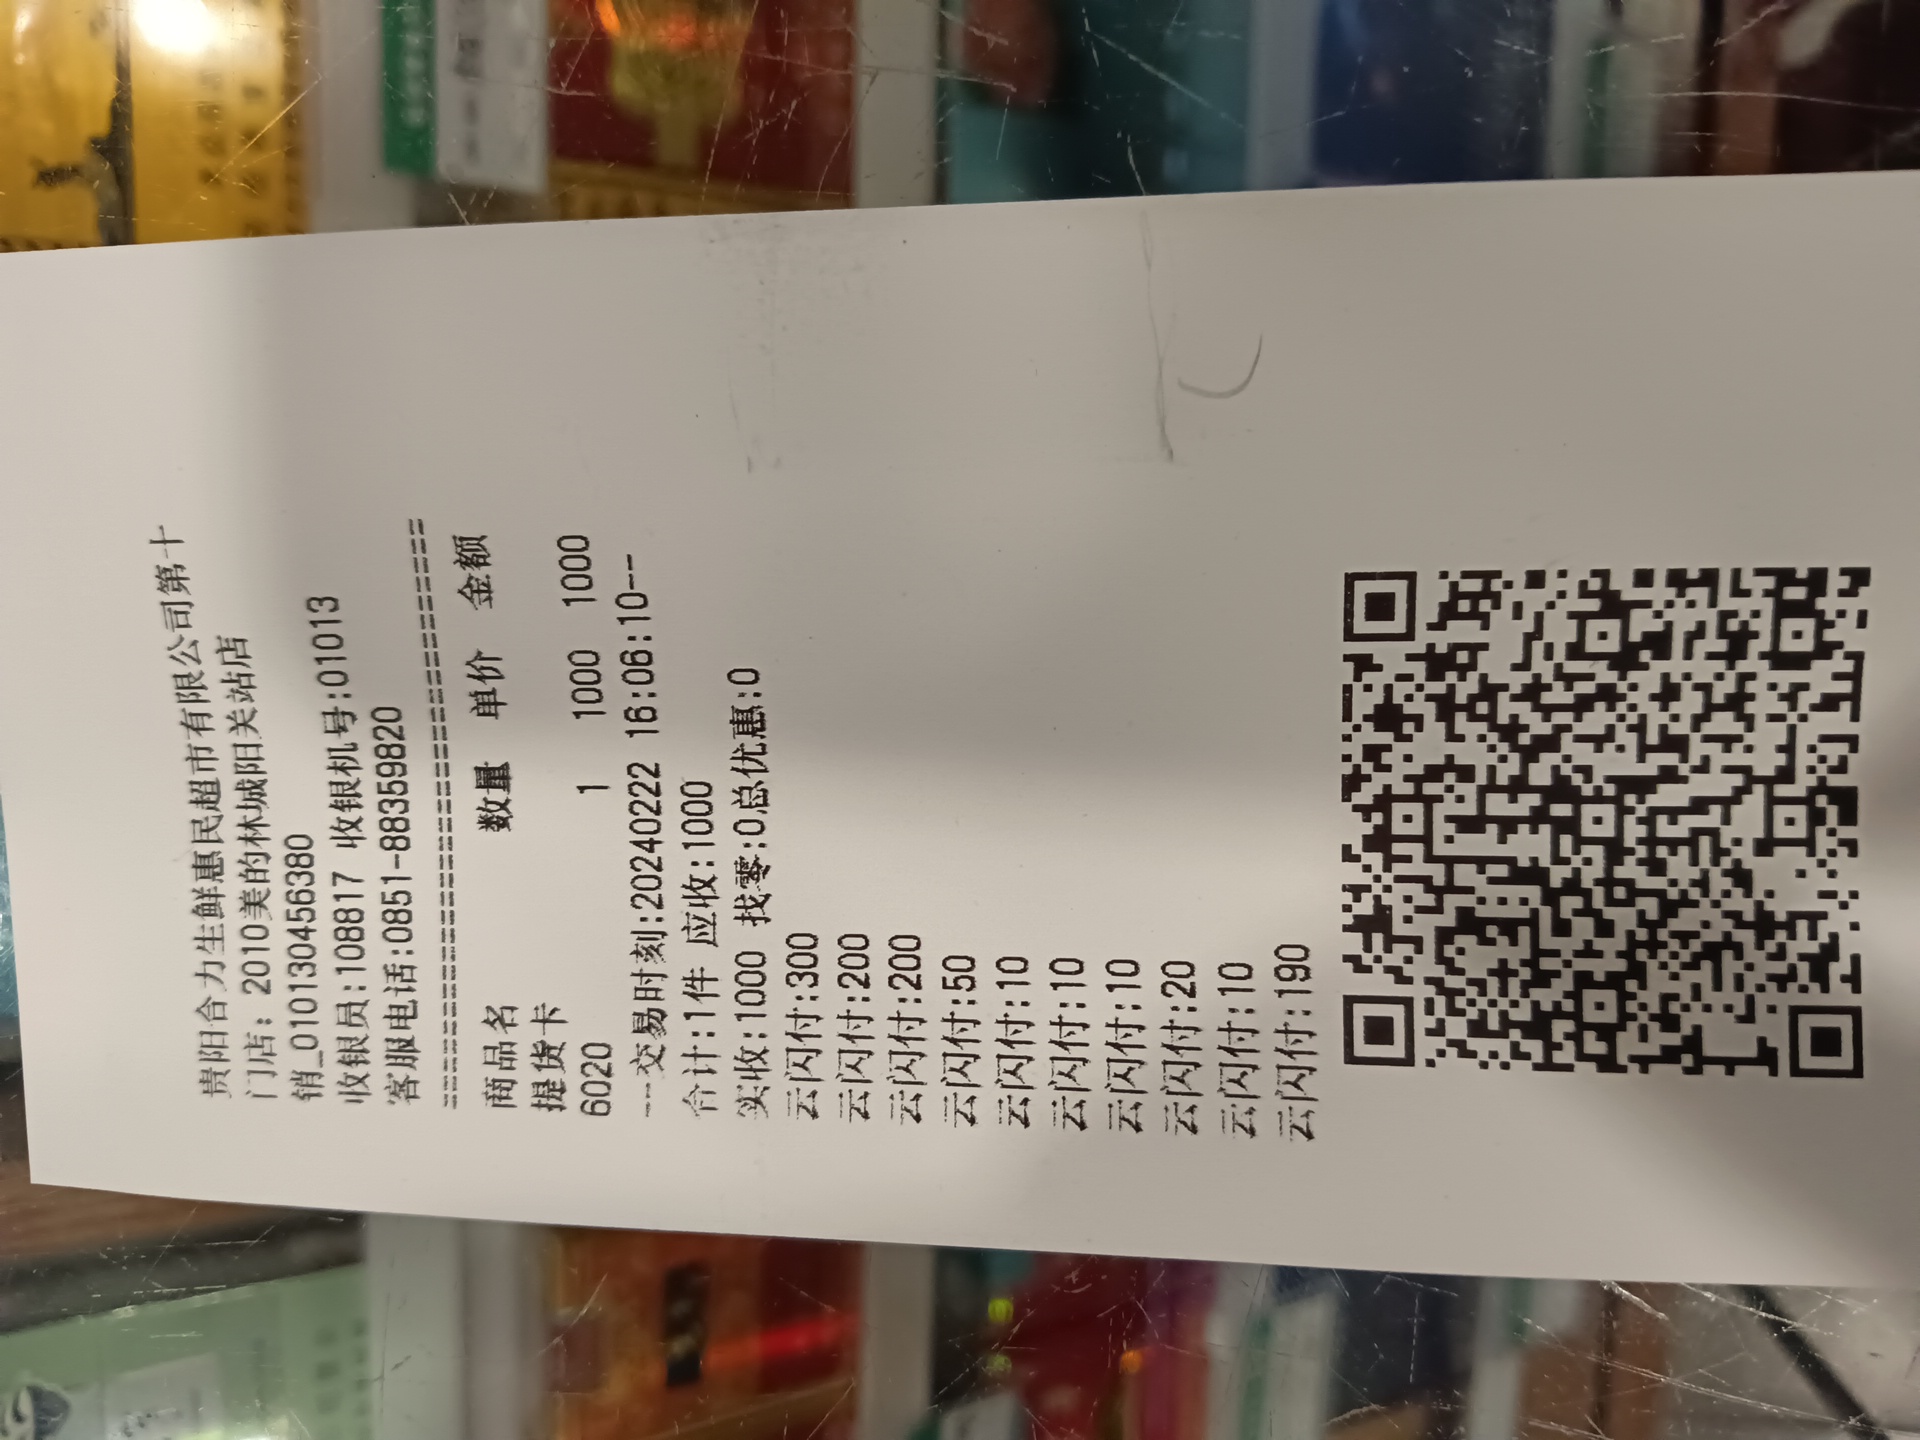 贵阳合力生鲜惠民超市有限公司第十
门店：2010美的林城阳关站店
销_010130456380
收银员:108817 收银机号:01013
客服电话:0851-88359820
================================
商品名 数量 单价 金额
提货卡
6020 1 1000 1000
---交易时刻:20240222 16:06:10--
合计:1件 应收:1000
实收:1000 找零:0总优惠:0
云闪付:300
云闪付:200
云闪付:200
云闪付:50
云闪付:10
云闪付:10
云闪付:10
云闪付:20
云闪付:10
云闪付:190